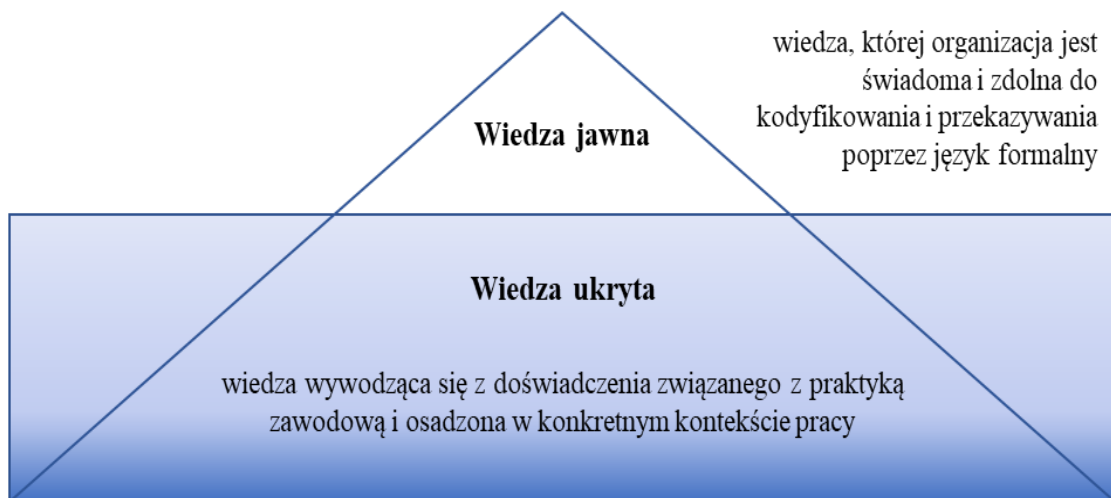 wiedza, której organizacja jest
świadoma i zdolna do
kodyfikowania i przekazywania
poprzez język formalny
Wiedza jawna
Wiedza ukryta
wiedza wywodząca się z doświadczenia związanego z praktyką
zawodową i osadzona w konkretnym kontekście pracy